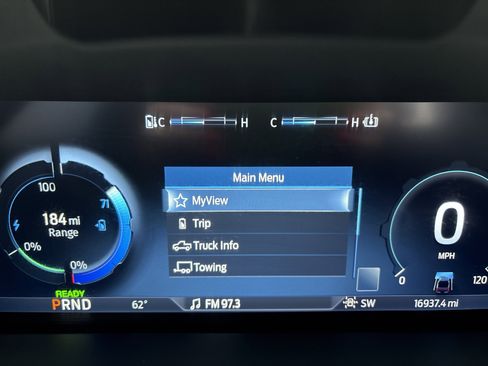 C H C H
Main Menu
MyView
Trip
Truck Info
Towing
100
71
184 mi
Range
0%
0%
0
MPH
0 120
READY
PRND
62°
FM 97.3
SW
16937.4 mi